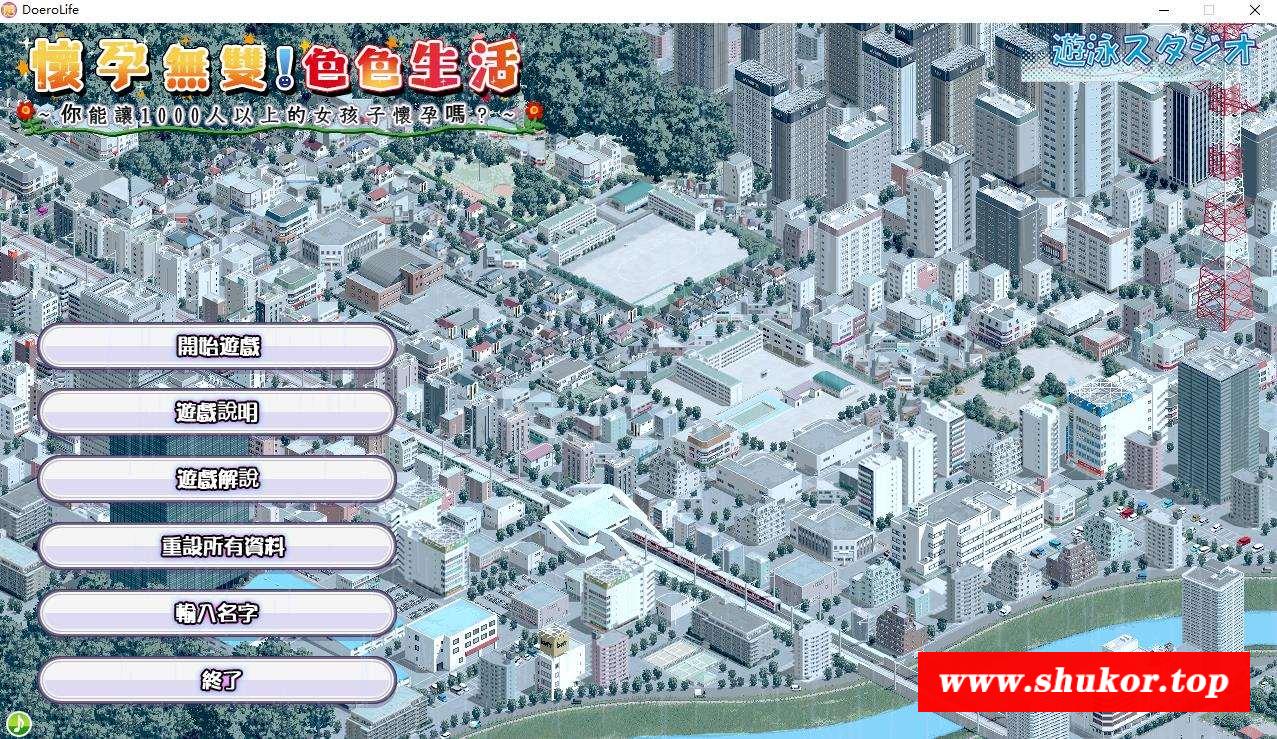 DoeroLife
懷孕無雙!色色生活
~你能讓1000人以上的女孩子懷孕嗎?~
遊泳スタジオ
開始遊戲
遊戲説明
遊戲解説
重設所有資料
輸入名字
終了
www.shukor.top